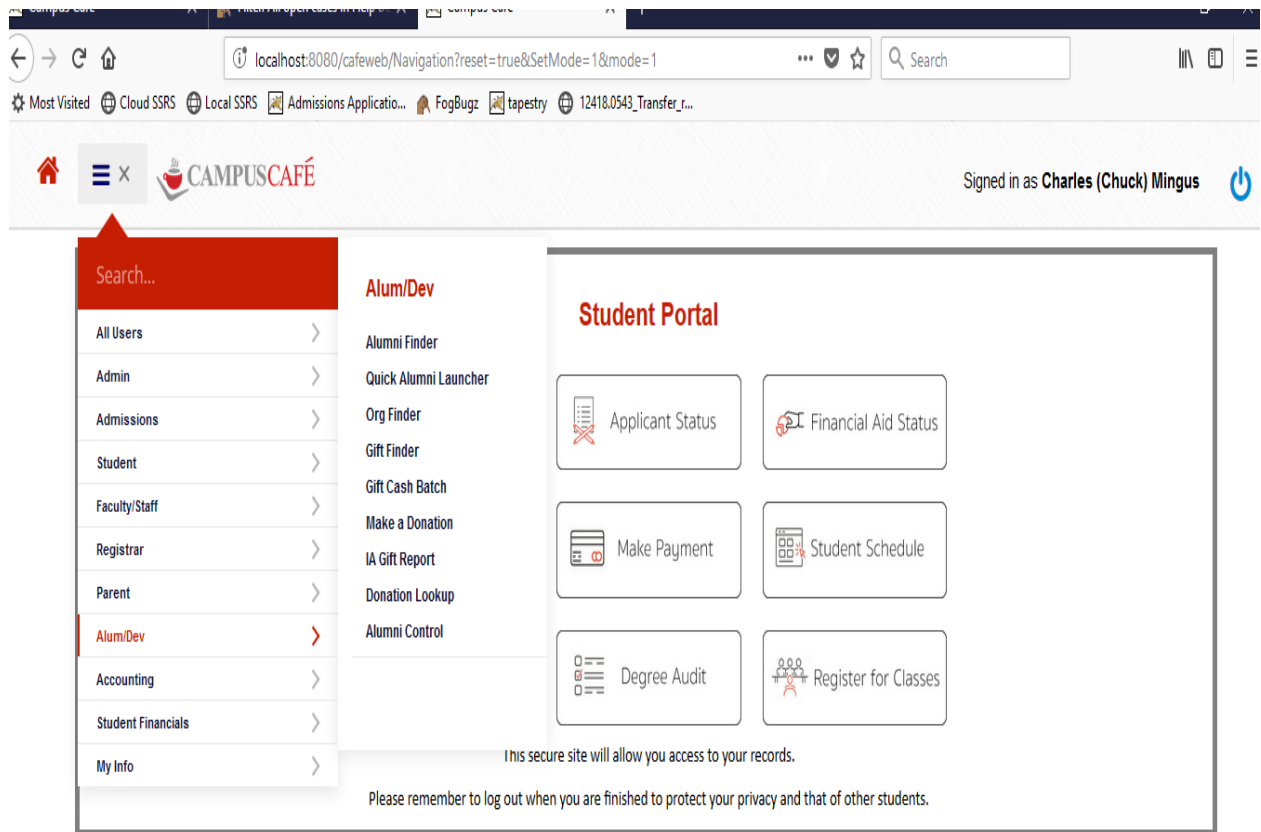 Campus Cafe
Campus Cafe
localhost:8080/cafeweb/Navigation?reset=true&SetMode=1&mode=1
Search
Most Visited Cloud SSRS Local SSRS Admissions Applicatio... FogBugz tapestry 12418.0543_Transfer_r...
CAMPUSCAFÉ
Signed in as Charles (Chuck) Mingus
Search...
All Users
Admin
Admissions
Student
Faculty/Staff
Registrar
Parent
Alum/Dev
Accounting
Student Financials
My Info
Alum/Dev
Alumni Finder
Quick Alumni Launcher
Org Finder
Gift Finder
Gift Cash Batch
Make a Donation
IA Gift Report
Donation Lookup
Alumni Control
Student Portal
Applicant Status
Financial Aid Status
Make Payment
Student Schedule
Degree Audit
Register for Classes
This secure site will allow you access to your records.
Please remember to log out when you are finished to protect your privacy and that of other students.